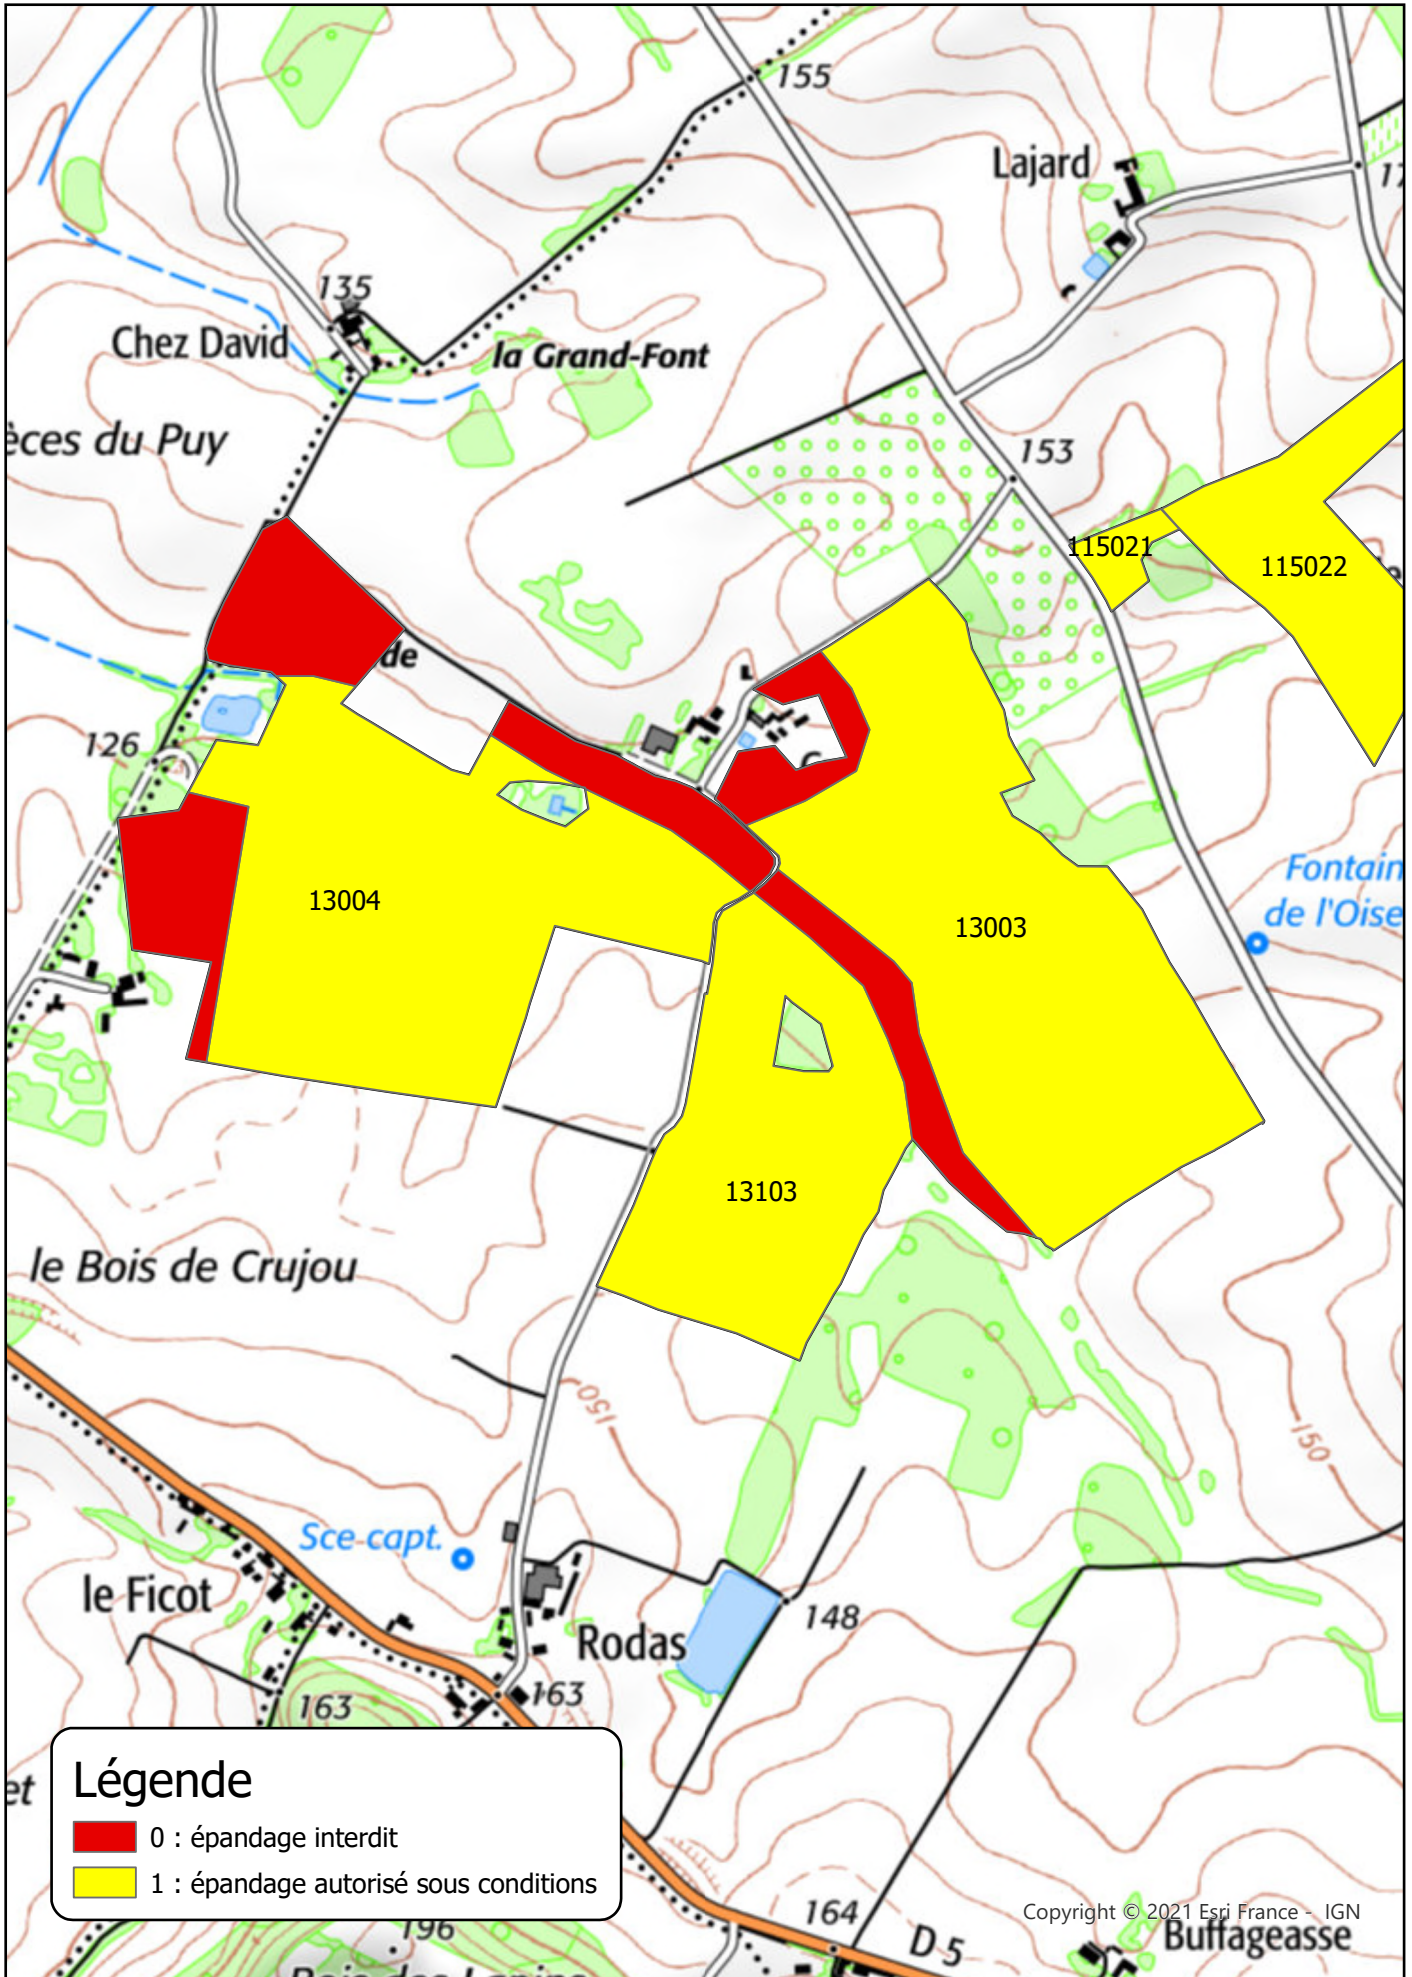 155
Lajard
17
135
Chez David
la Grand-Font
èces du Puy
153
115021
115022
de
126
13004
13003
Fontain
de l'Oise
13103
le Bois de Crujou
150
150
Sce capt.
le Ficot
Rodas
148
163
163
et
Légende
0 : épandage interdit
1 : épandage autorisé sous conditions
196
164
Copyright © 2021 Esri France - IGN
D 5
Buffageasse